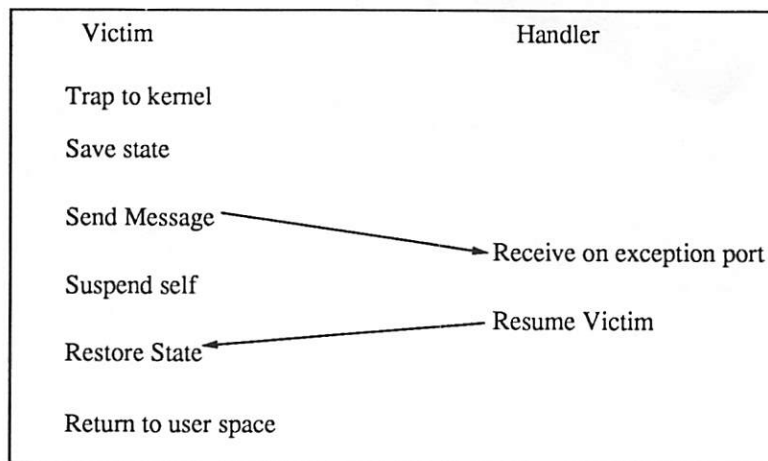 Victim
Handler
Trap to kernel
Save state
Send Message
Receive on exception port
Suspend self
Resume Victim
Restore State
Return to user space